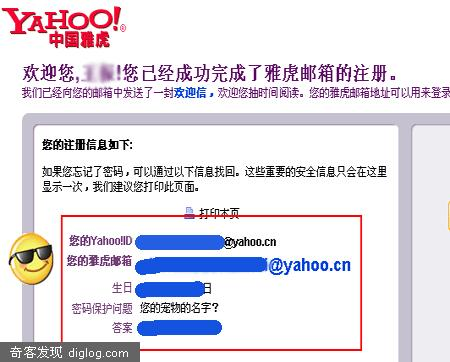 YAHOO!®
中国雅虎
欢迎您,!您已经成功完成了雅虎邮箱的注册。
我们已经向您的邮箱中发送了一封欢迎信,欢迎您抽时间阅读。您的雅虎邮箱地址可以用来登录
您的注册信息如下:
如果您忘记了密码,可以通过以下信息找回。这些重要的安全信息只会在这里
显示一次,我们建议您打印此页面。
打印本页
您的Yahoo!ID @yahoo.cn
您的雅虎邮箱 @yahoo.cn
生日 日
密码保护问题 您的宠物的名字?
答案
奇客发现 diglog.com